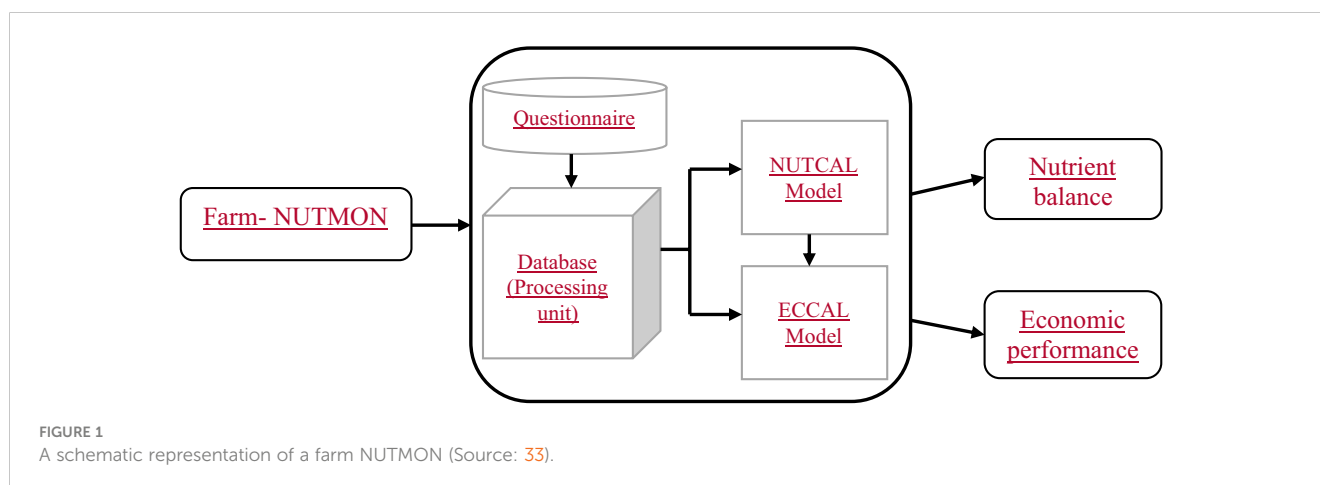 Questionnaire
Farm- NUTMON
Database
(Processing
unit)
NUTCAL
Model
ECCAL
Model
Nutrient
balance
Economic
performance
FIGURE 1
A schematic representation of a farm NUTMON (Source: 33).